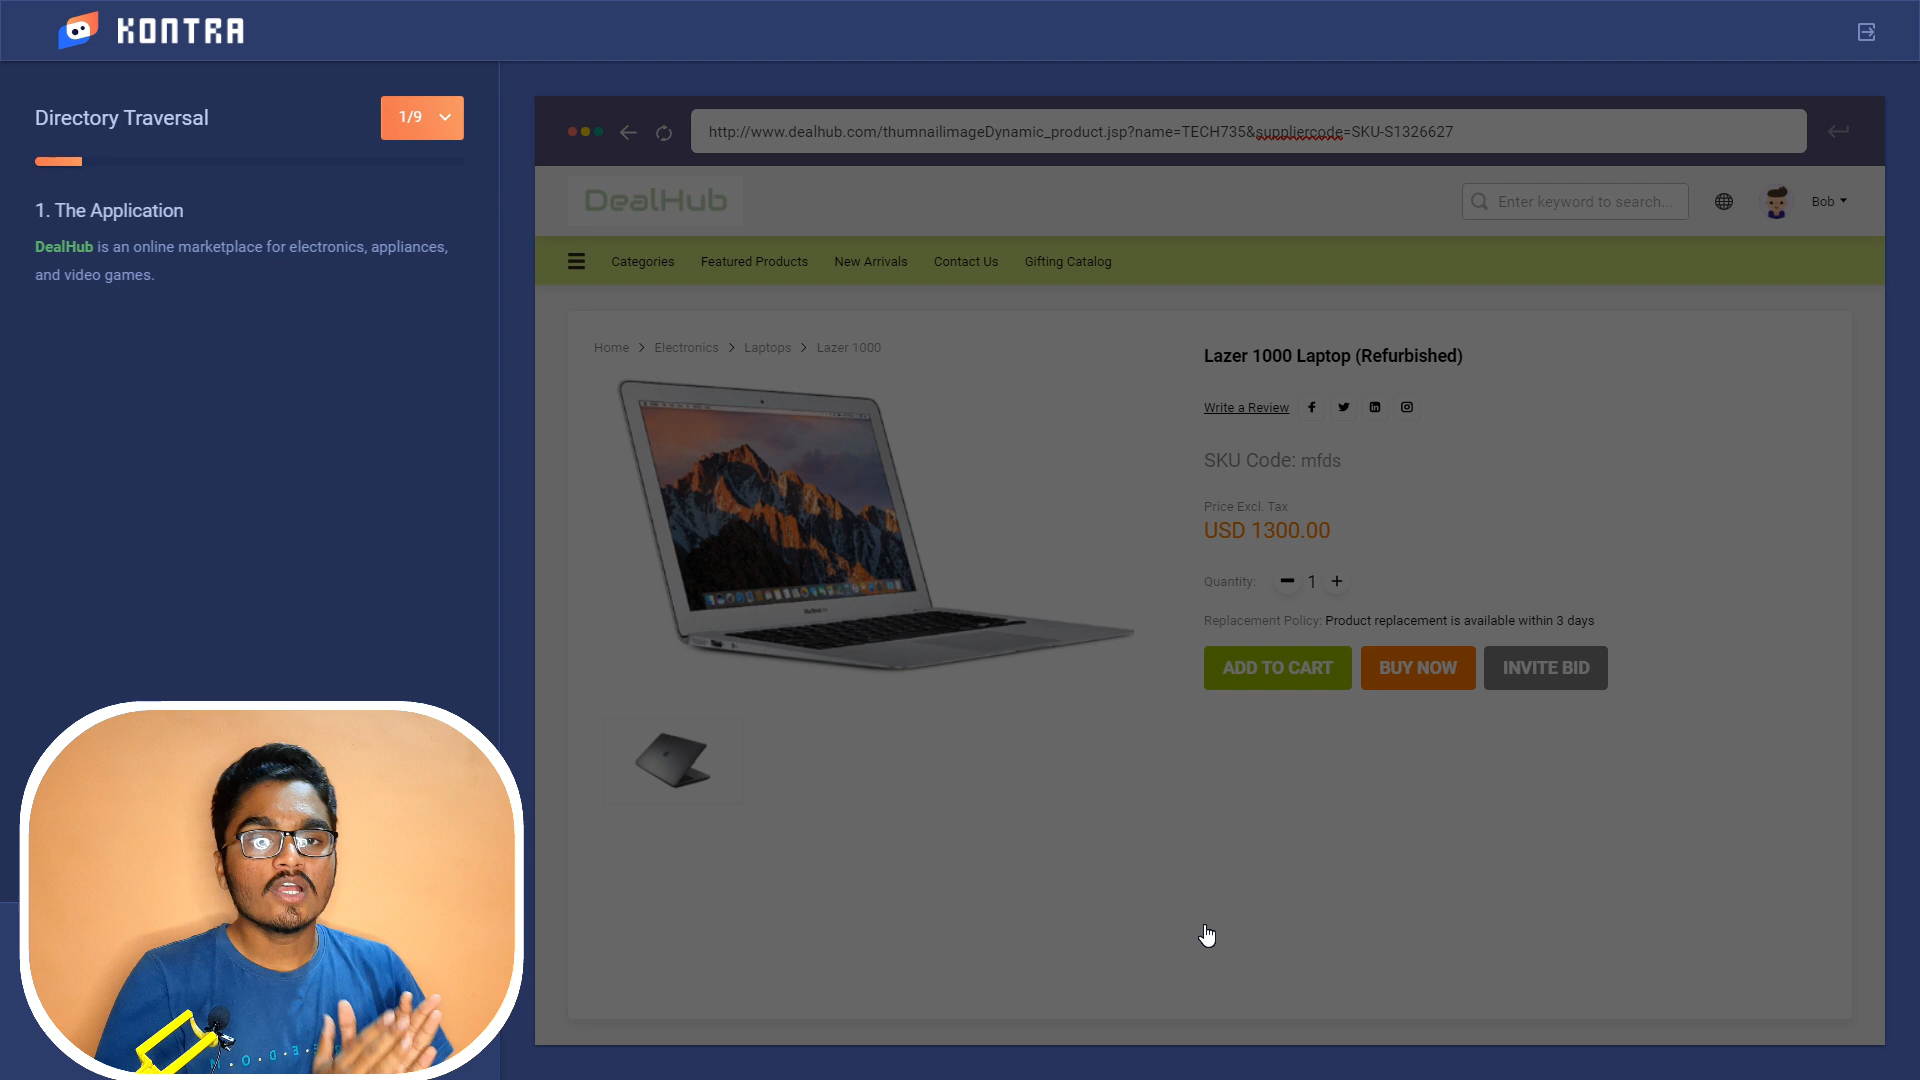 KONTRA
Directory Traversal
1/9
1. The Application
DealHub is an online marketplace for electronics, appliances,
and video games.
http://www.dealhub.com/thumnailimageDynamic_product.jsp?name=TECH735&suppliercode=SKU-S1326627
DealHub
Enter keyword to search...
Bob
Categories
Featured Products
New Arrivals
Contact Us
Gifting Catalog
Home > Electronics > Laptops > Lazer 1000
Lazer 1000 Laptop (Refurbished)
Write a Review
SKU Code: mfds
Price Excl. Tax
USD 1300.00
Quantity: 1
Replacement Policy: Product replacement is available within 3 days
ADD TO CART
BUY NOW
INVITE BID